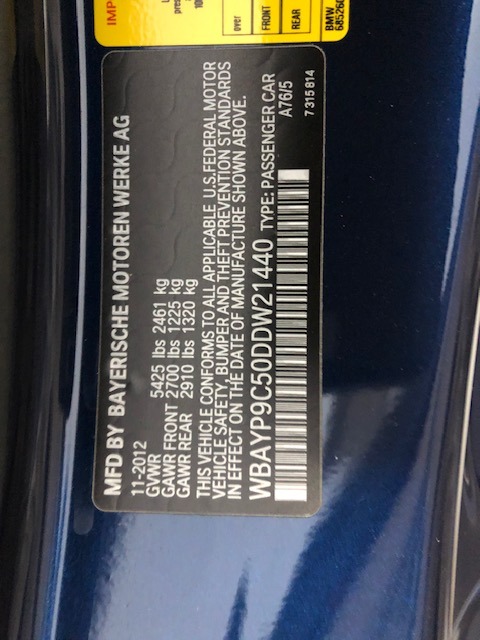 MFD BY BAYERISCHE MOTOREN WERKE AG
11-2012
GVWR 5425 lbs 2461 kg
GAWR FRONT 2700 lbs 1225 kg
GAWR REAR 2910 lbs 1320 kg
THIS VEHICLE CONFORMS TO ALL APPLICABLE U.S. FEDERAL MOTOR
VEHICLE SAFETY, BUMPER AND THEFT PREVENTION STANDARDS
IN EFFECT ON THE DATE OF MANUFACTURE SHOWN ABOVE.
WBAYP9C50DDW21440 TYPE: PASSENGER CAR
A76/5
7 315 814
IMP
over
FRONT
REAR
BMW